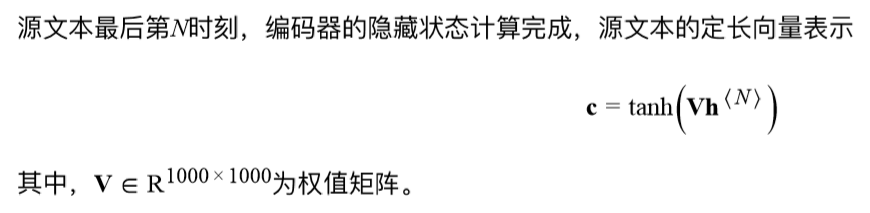 源文本最后第N时刻，编码器的隐藏状态计算完成，源文本的定长向量表示
c = tanh(Vh⟨N⟩)
其中，V ∈ R1000 × 1000为权值矩阵。